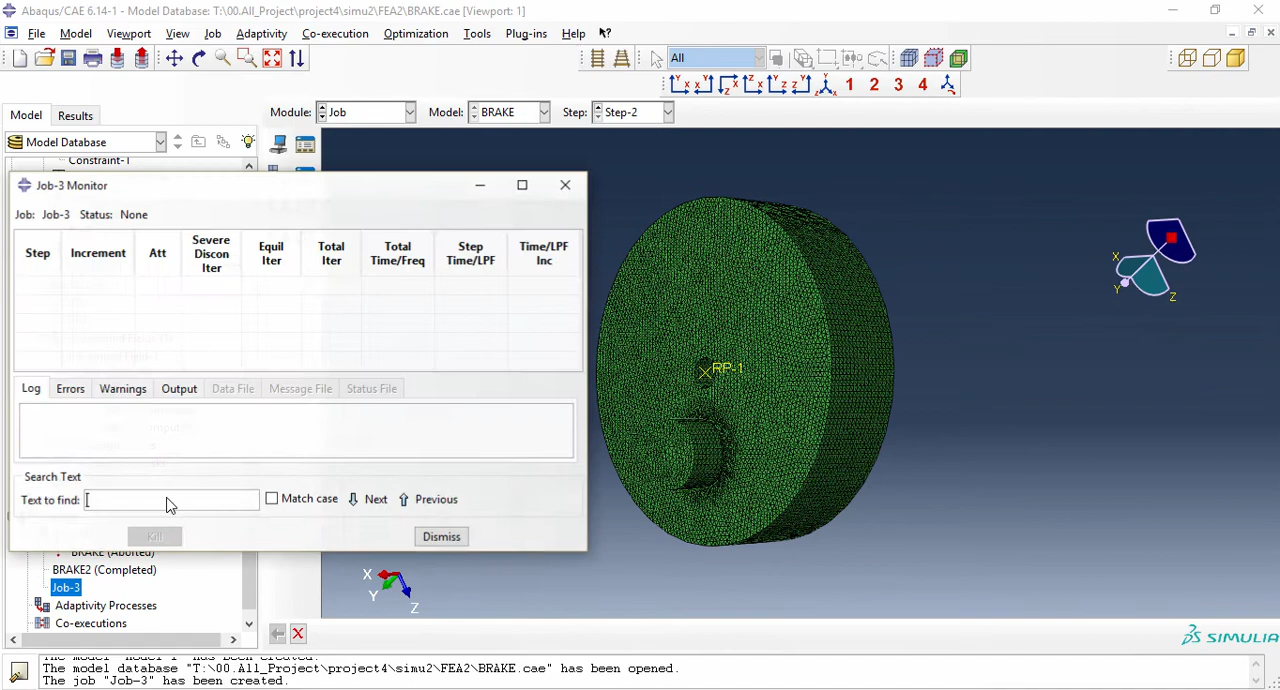 Abaqus/CAE 6.14-1 - Model Database: T:\00.All_Project\project4\simu2\FEA2\BRAKE.cae [Viewport: 1]
File Model Viewport View Job Adaptivity Co-execution Optimization Tools Plug-ins Help
All
1 2 3 4
Model Results
Module: Job Model: BRAKE Step: Step-2
Model Database
Constraint-1
Job-3 Monitor
Job: Job-3 Status: None
Step Increment Att Severe Discon Iter Equil Iter Total Iter Total Time/Freq Step Time/LPF Time/LPF Inc
Log Errors Warnings Output Data File Message File Status File
Search Text
Text to find: Match case Next Previous
Kill Dismiss
BRAKE (Aborted)
BRAKE2 (Completed)
Job-3
Adaptivity Processes
Co-executions
RP-1
X
Y
Z
X
Y
Z
SIMULIA
The model database "T:\00.All_Project\project4\simu2\FEA2\BRAKE.cae" has been opened.
The job "Job-3" has been created.